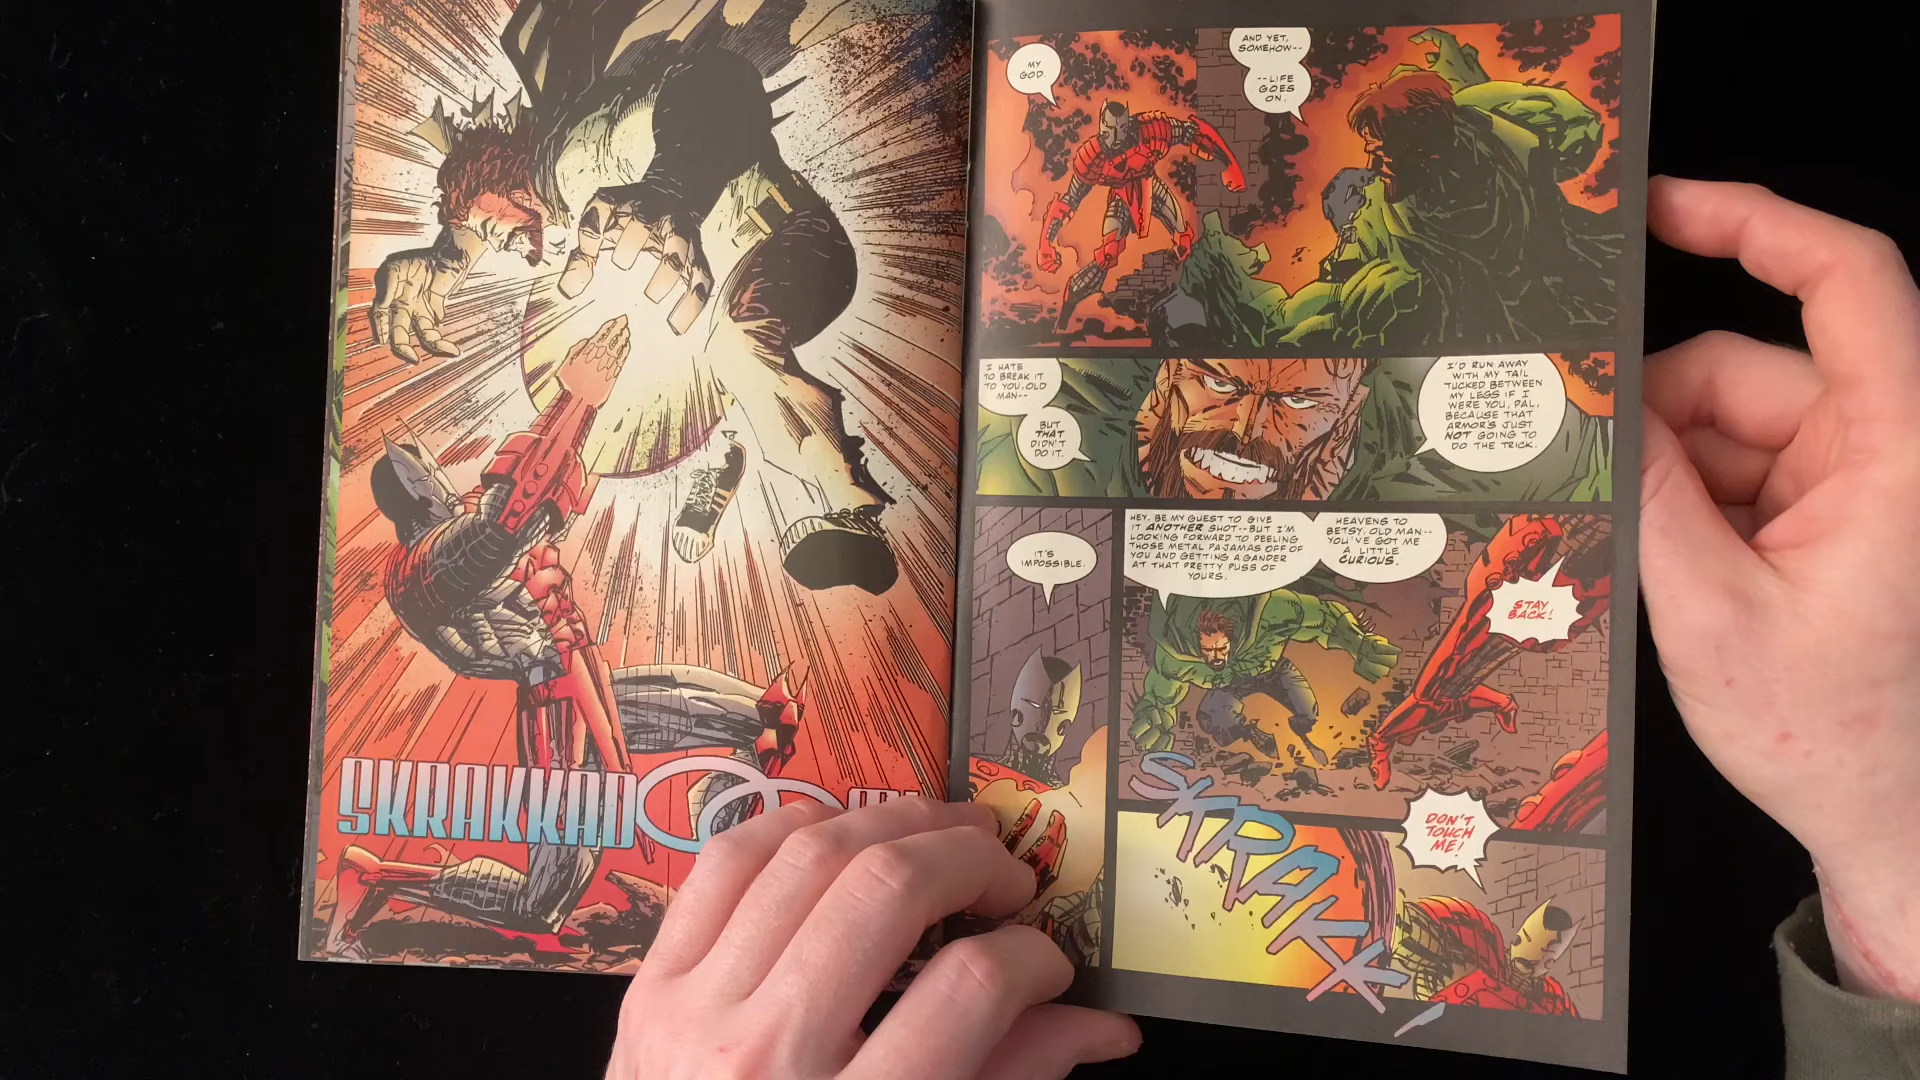 SKRAKKAD
MY
GOD.
AND YET,
SOMEHOW--
--LIFE
GOES
ON.
I HATE
TO BREAK IT
TO YOU, OLD
MAN--
BUT
THAT
DIDN'T
DO IT.
I'D RUN AWAY
WITH MY TAIL
TUCKED BETWEEN
MY LEGS IF I
WERE YOU, PAL,
BECAUSE THAT
ARMOR'S JUST
NOT GOING TO
DO THE TRICK.
IT'S
IMPOSSIBLE.
HEY, BE MY GUEST TO GIVE
IT ANOTHER SHOT--BUT I'M
LOOKING FORWARD TO PEELING
THOSE METAL PAJAMAS OFF OF
YOU AND GETTING A GANDER
AT THAT PRETTY PUSS OF
YOURS.
HEAVENS TO
BETSY, OLD MAN--
YOU'VE GOT ME
A LITTLE
CURIOUS.
STAY
BACK!
SKRAKK!
DON'T
TOUCH
ME!